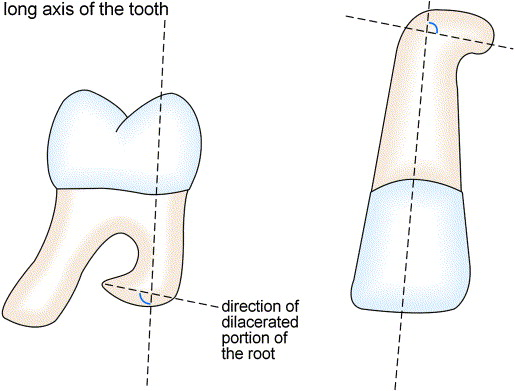 long axis of the tooth
direction of
dilacerated
portion of
the root